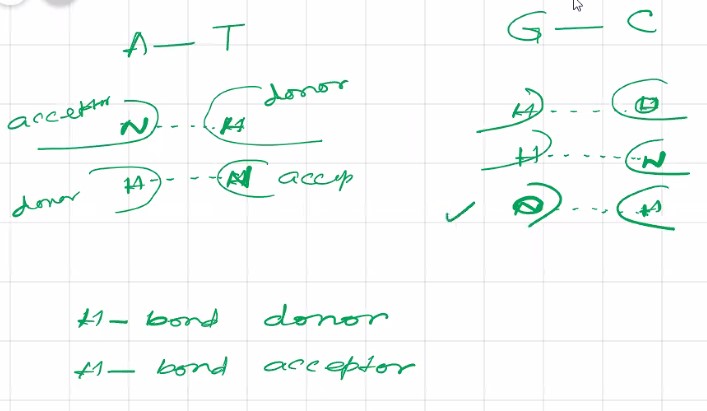 A — T
G — C
acceptor N ... H donor
donor H ... N accep
H ... O
H ... N
✓ ... H
H - bond donor
H - bond acceptor